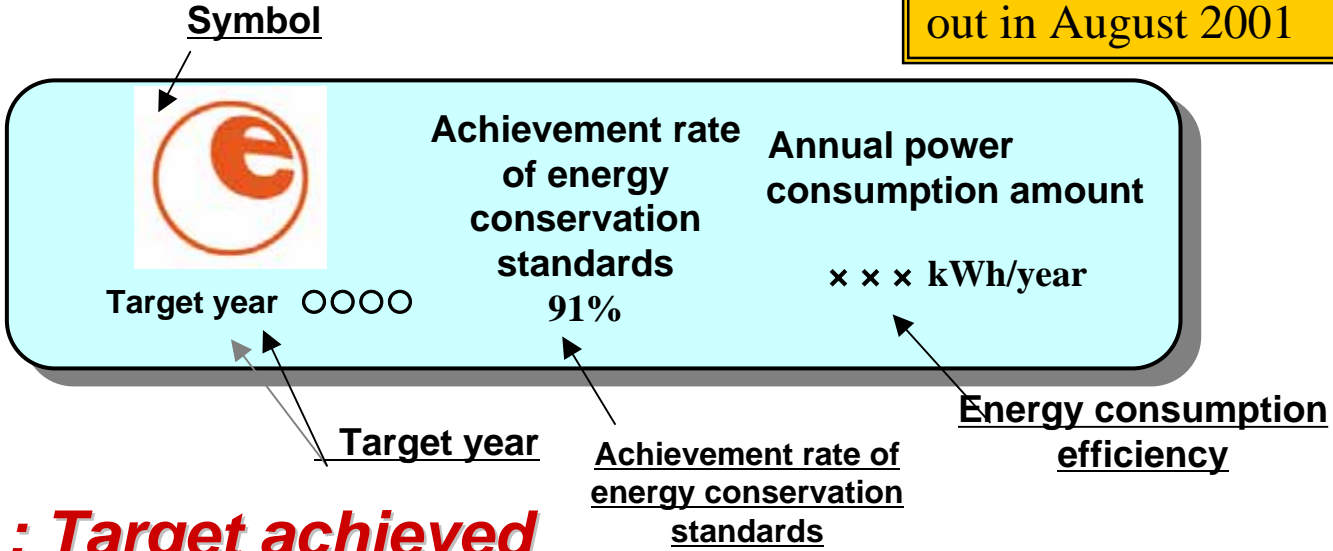 Symbol
out in August 2001
e
Achievement rate
of energy
conservation
standards
91%
Annual power
consumption amount
× × × kWh/year
Target year ○○○○
Target year
Achievement rate of
energy conservation
standards
Energy consumption
efficiency
: Target achieved